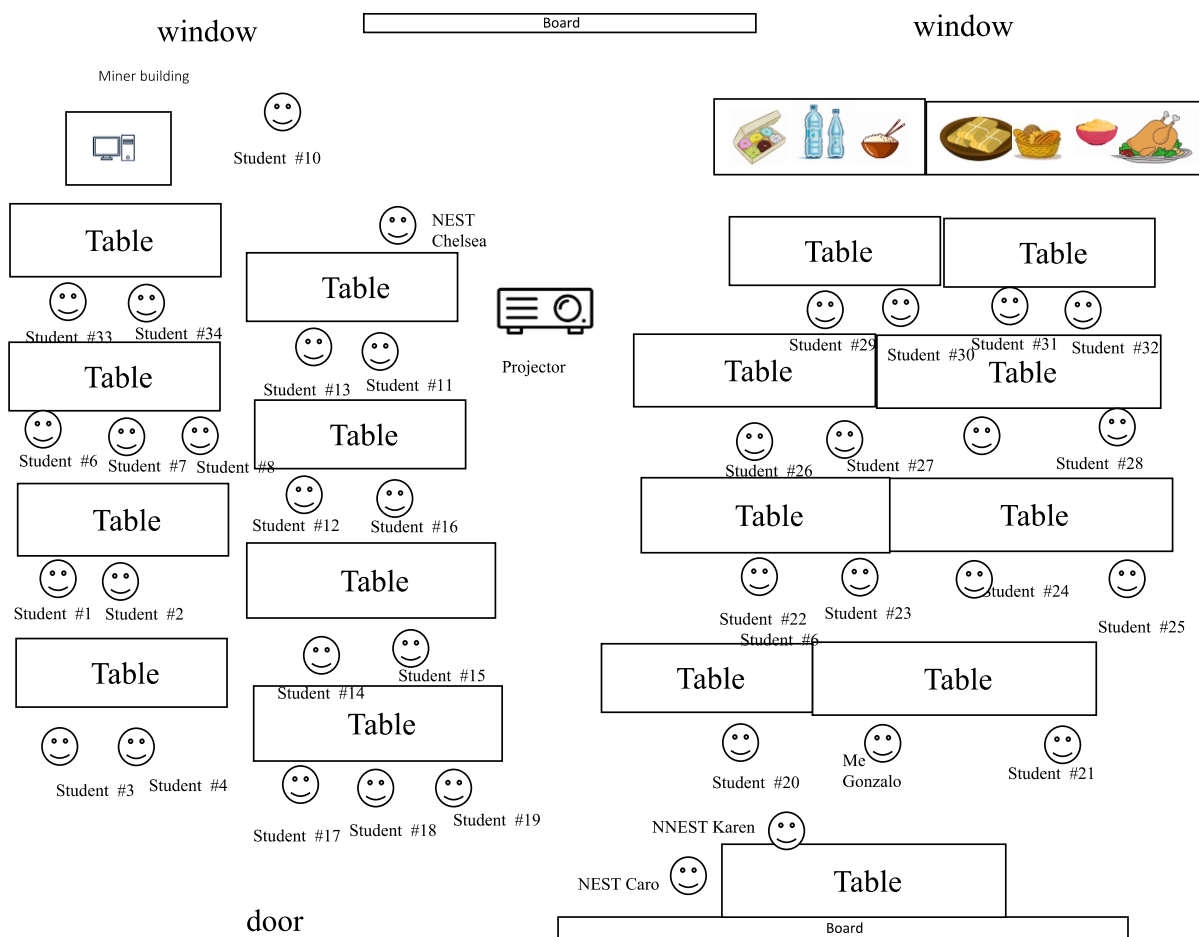 window
Board
window
Miner building
Student #10
NEST
Chelsea
Table
Table
Table
Table
Student #33
Student #34
Student #29
Student #30
Student #31
Student #32
Projector
Table
Student #13
Student #11
Table
Table
Table
Student #6
Student #7
Student #8
Student #26
Student #27
Student #28
Table
Student #12
Student #16
Table
Table
Table
Student #1
Student #2
Student #22
Student #23
Student #24
Student #25
Student #6
Table
Student #14
Student #15
Table
Table
Table
Student #3
Student #4
Student #20
Me
Gonzalo
Student #21
Student #17
Student #18
Student #19
NNEST Karen
NEST Caro
Table
door
Board